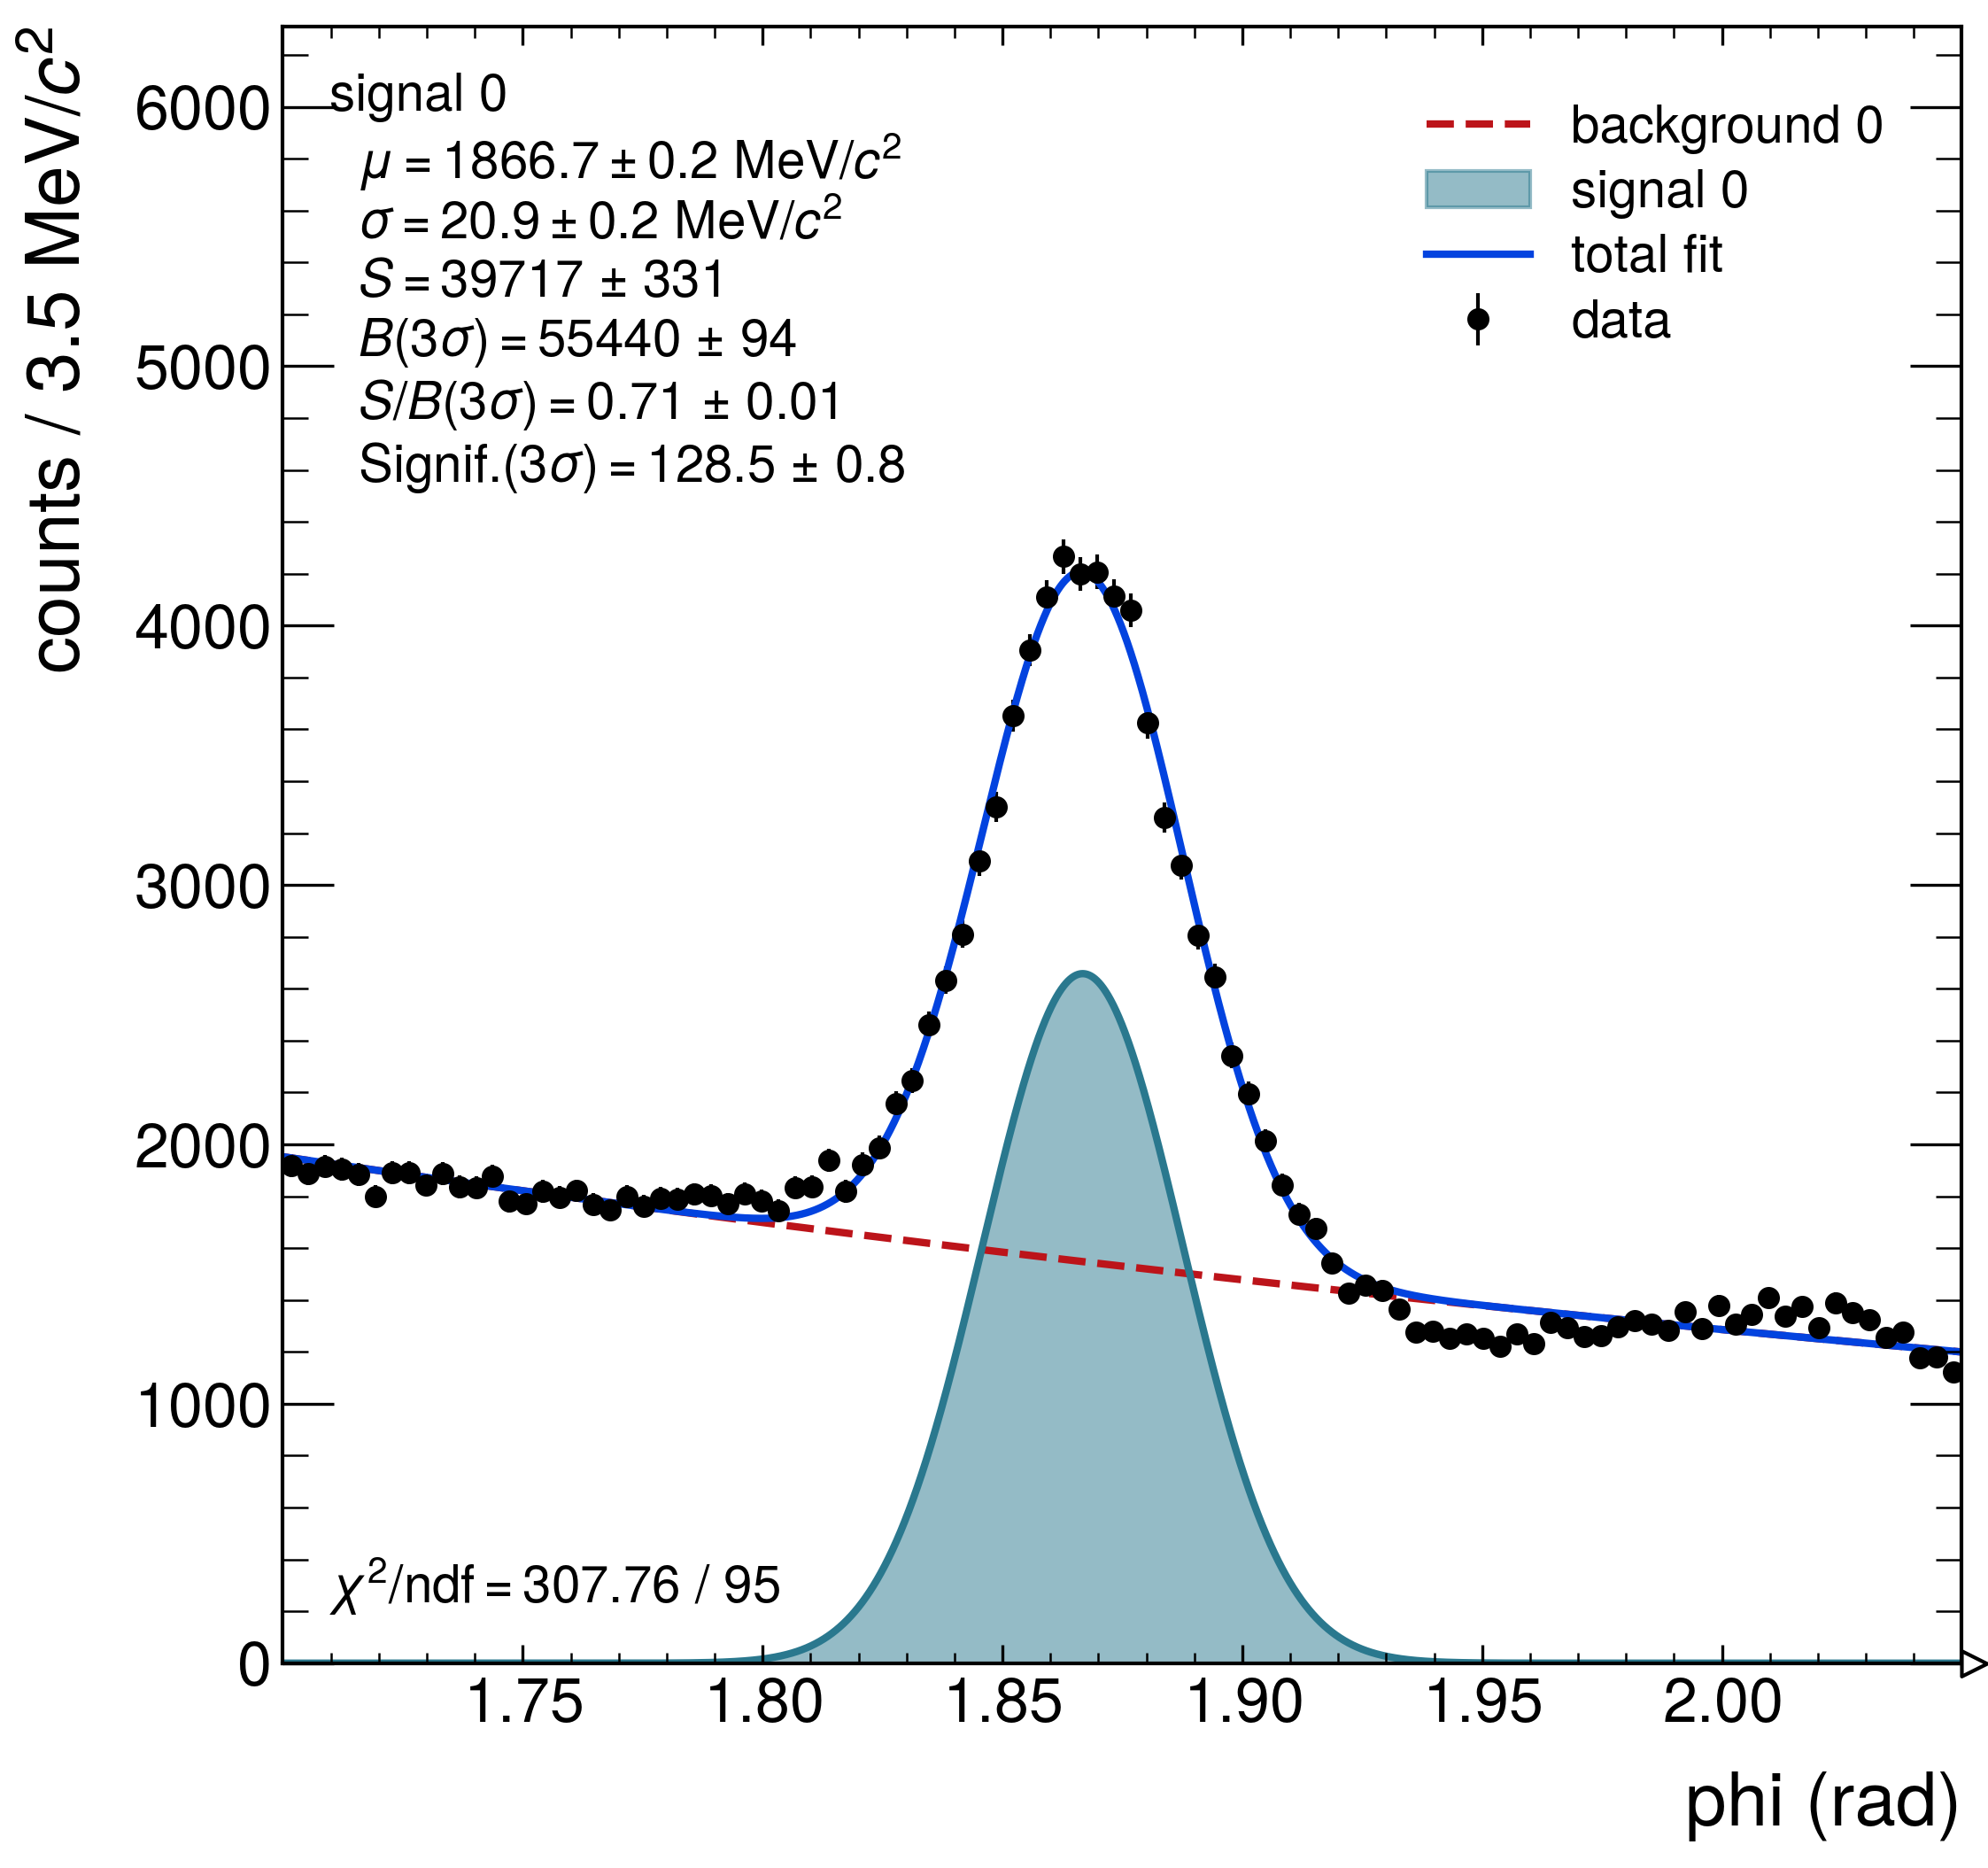 counts / 3.5 MeV/c²
6000
5000
4000
3000
2000
1000
0
signal 0
μ = 1866.7 ± 0.2 MeV/c²
σ = 20.9 ± 0.2 MeV/c²
S = 39717 ± 331
B(3σ) = 55440 ± 94
S/B(3σ) = 0.71 ± 0.01
Signif.(3σ) = 128.5 ± 0.8
background 0
signal 0
total fit
data
χ²/ndf = 307.76 / 95
1.75 1.80 1.85 1.90 1.95 2.00
phi (rad)